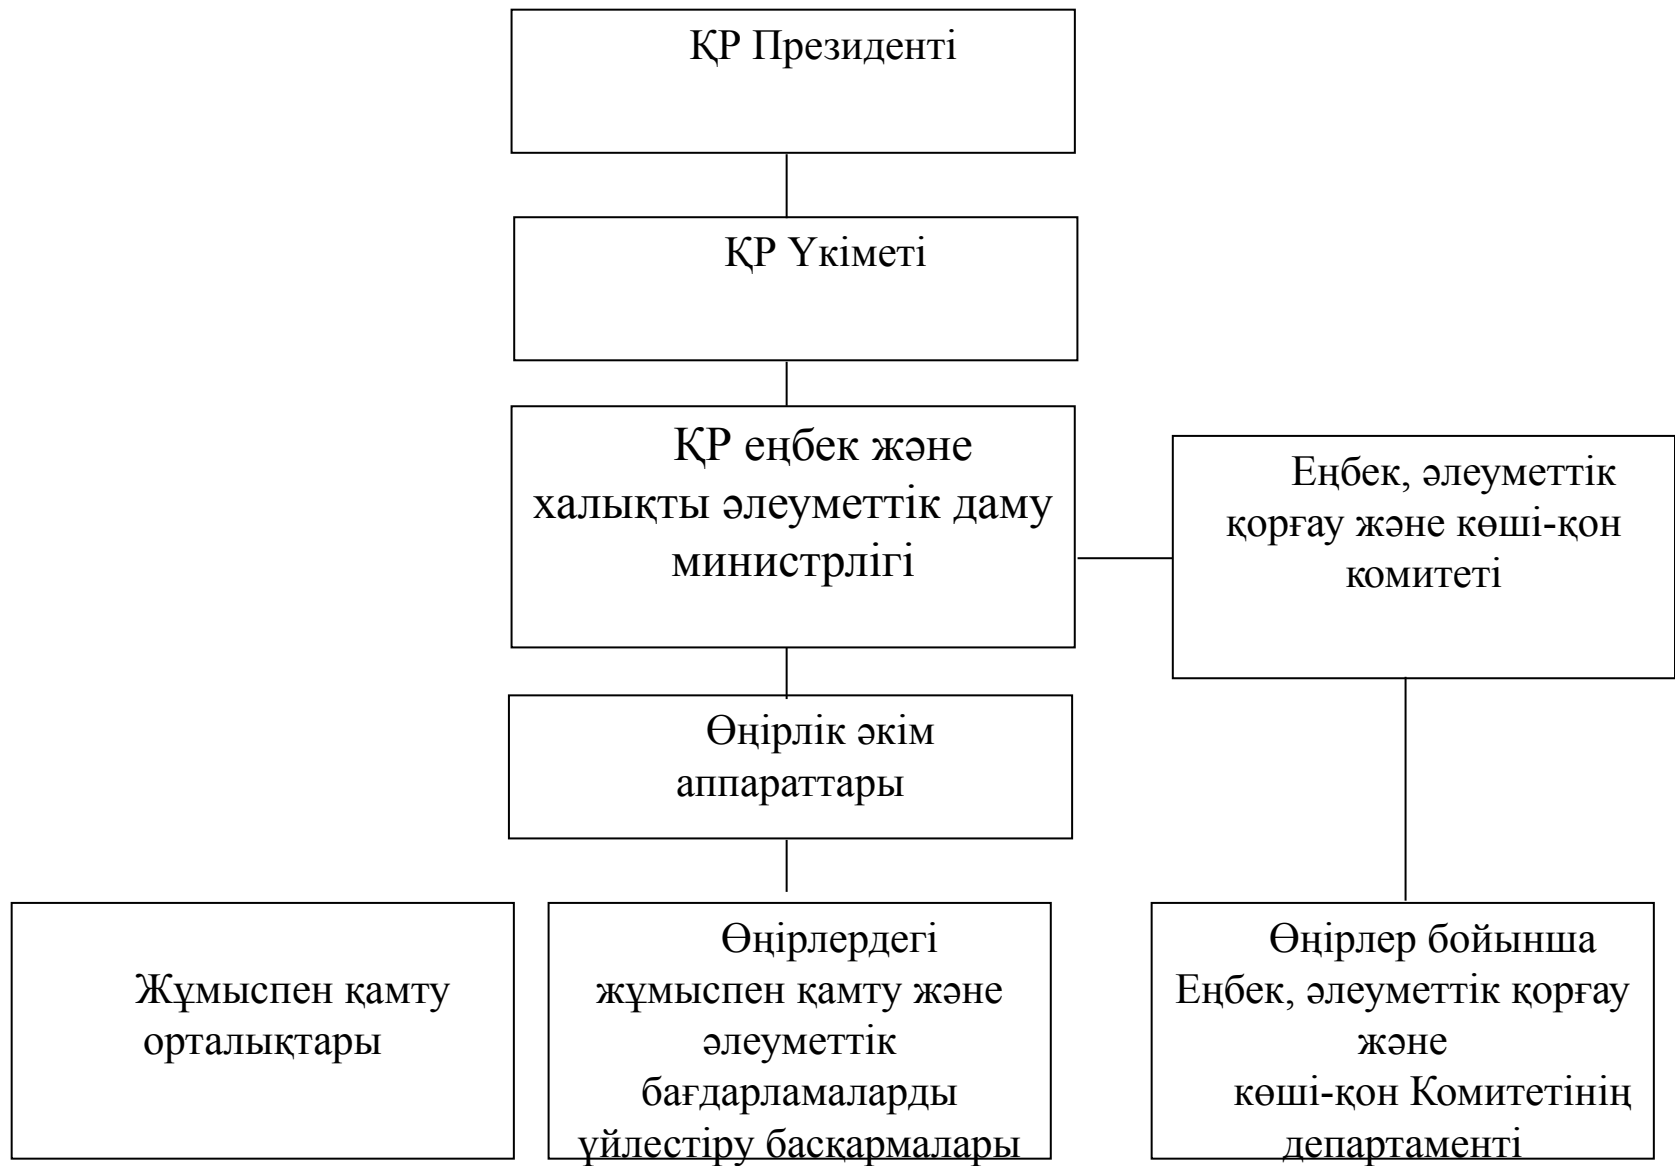 ҚР Президенті
ҚР Үкіметі
ҚР еңбек және
халықты әлеуметтік даму
министрлігі
Еңбек, әлеуметтік
қорғау және көші-қон
комитеті
Өңірлік әкім
аппараттары
Жұмыспен қамту
орталықтары
Өңірлердегі
жұмыспен қамту және
әлеуметтік
бағдарламаларды
үйлестіру басқармалары
Өңірлер бойынша
Еңбек, әлеуметтік қорғау
және
көші-қон Комитетінің
департаменті